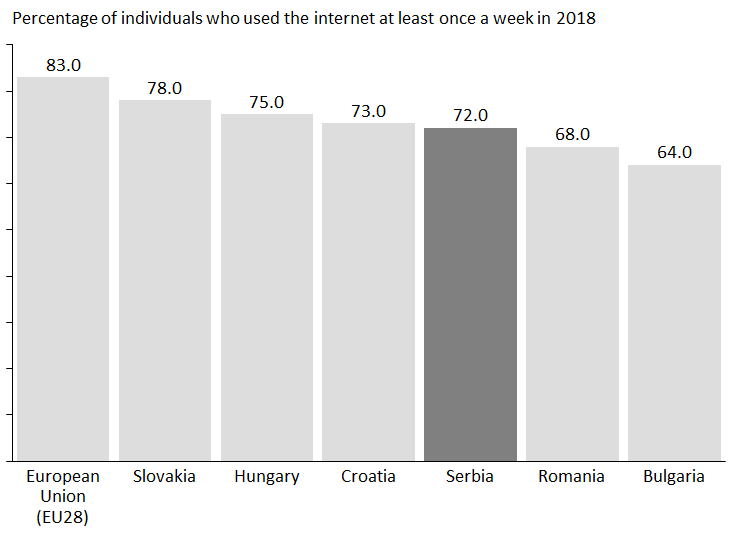 Percentage of individuals who used the internet at least once a week in 2018
83.0
78.0
75.0
73.0
72.0
68.0
64.0
European
Union
(EU28)
Slovakia
Hungary
Croatia
Serbia
Romania
Bulgaria